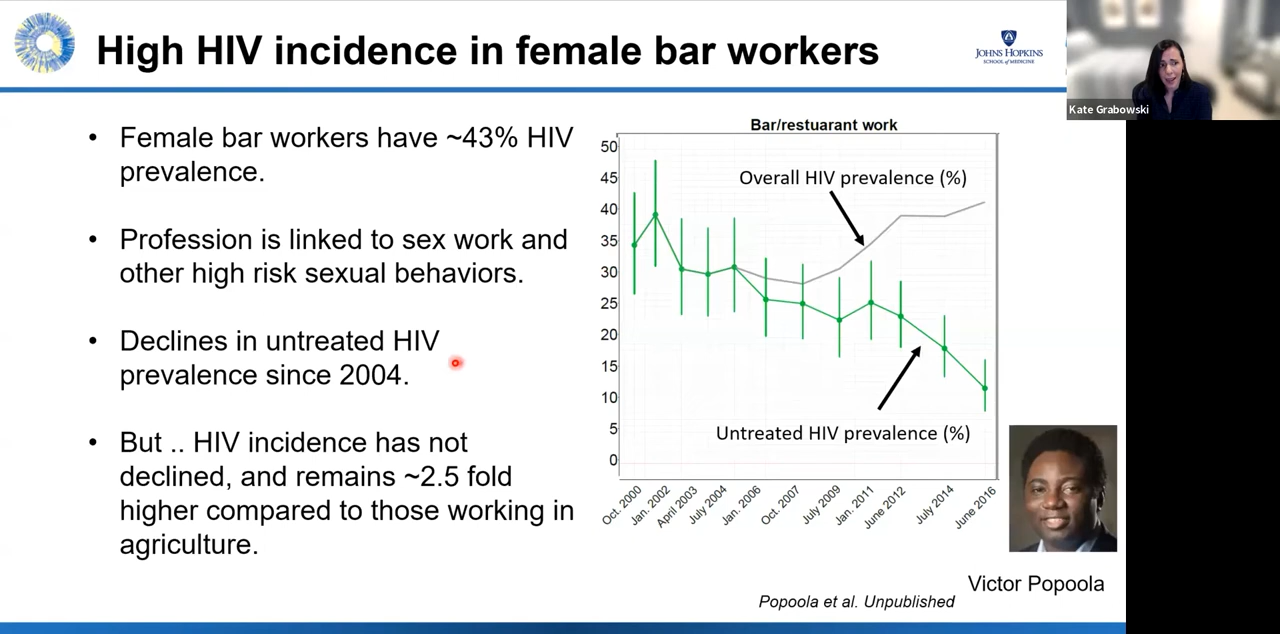 High HIV incidence in female bar workers
JOHNS HOPKINS
SCHOOL of MEDICINE
Kate Grabowski
• Female bar workers have ~43% HIV
prevalence.
• Profession is linked to sex work and
other high risk sexual behaviors.
• Declines in untreated HIV
prevalence since 2004.
• But .. HIV incidence has not
declined, and remains ~2.5 fold
higher compared to those working in
agriculture.
Bar/restuarant work
50
45
40
35
30
25
20
15
10
5
0
Overall HIV prevalence (%)
Untreated HIV prevalence (%)
Oct. 2000
Jan. 2002
April 2003
July 2004
Jan. 2006
Oct. 2007
July 2009
Jan. 2011
June 2012
July 2014
June 2016
Victor Popoola
Popoola et al. Unpublished